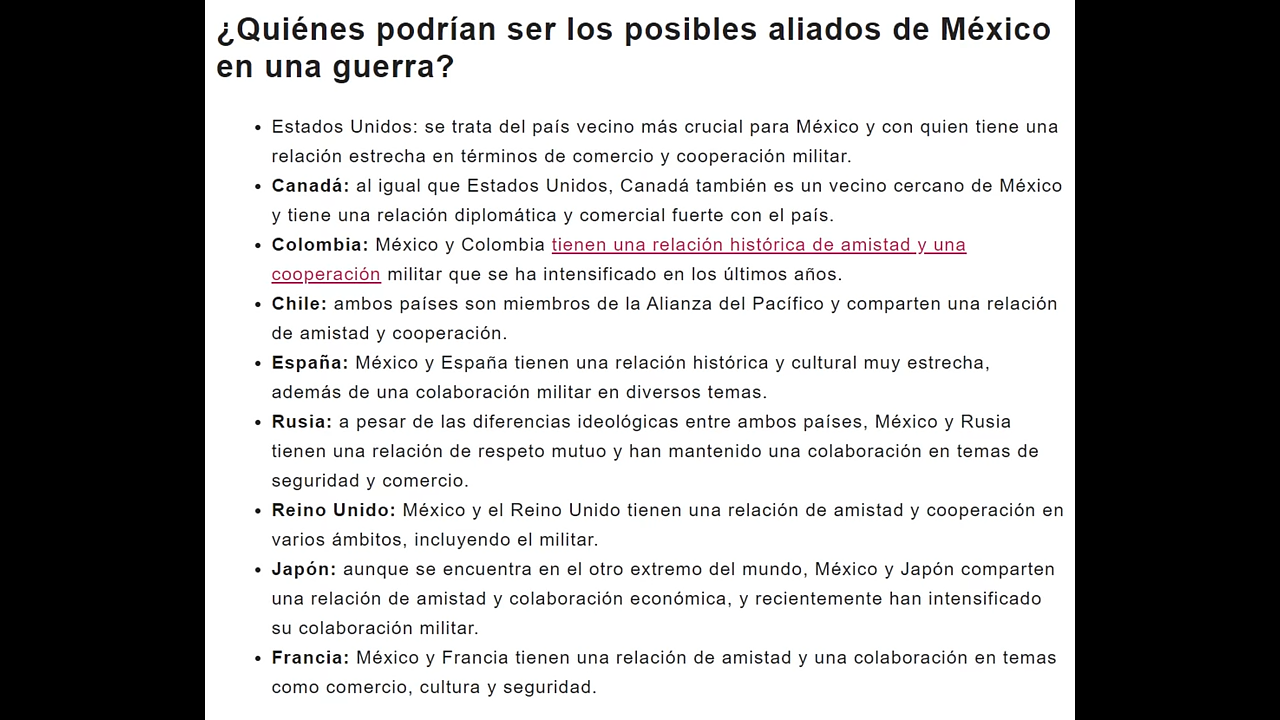 ¿Quiénes podrían ser los posibles aliados de México
en una guerra?
• Estados Unidos: se trata del país vecino más crucial para México y con quien tiene una
relación estrecha en términos de comercio y cooperación militar.
• Canadá: al igual que Estados Unidos, Canadá también es un vecino cercano de México
y tiene una relación diplomática y comercial fuerte con el país.
• Colombia: México y Colombia tienen una relación histórica de amistad y una
cooperación militar que se ha intensificado en los últimos años.
• Chile: ambos países son miembros de la Alianza del Pacífico y comparten una relación
de amistad y cooperación.
• España: México y España tienen una relación histórica y cultural muy estrecha,
además de una colaboración militar en diversos temas.
• Rusia: a pesar de las diferencias ideológicas entre ambos países, México y Rusia
tienen una relación de respeto mutuo y han mantenido una colaboración en temas de
seguridad y comercio.
• Reino Unido: México y el Reino Unido tienen una relación de amistad y cooperación en
varios ámbitos, incluyendo el militar.
• Japón: aunque se encuentra en el otro extremo del mundo, México y Japón comparten
una relación de amistad y colaboración económica, y recientemente han intensificado
su colaboración militar.
• Francia: México y Francia tienen una relación de amistad y una colaboración en temas
como comercio, cultura y seguridad.